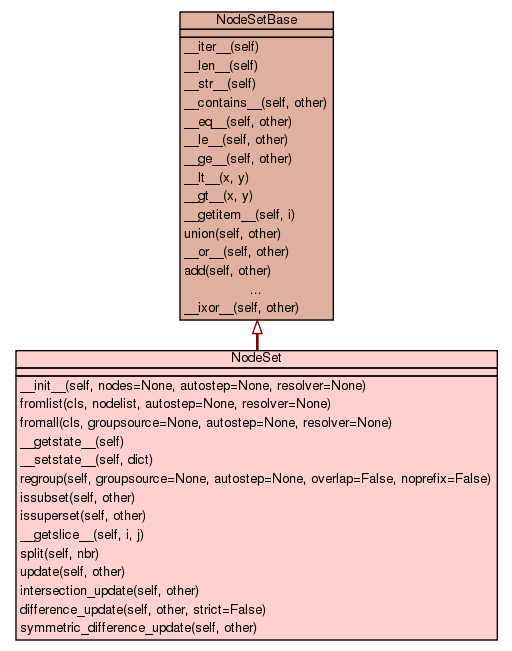 NodeSetBase
__iter__(self)
__len__(self)
__str__(self)
__contains__(self, other)
__eq__(self, other)
__le__(self, other)
__ge__(self, other)
__lt__(x, y)
__gt__(x, y)
__getitem__(self, i)
union(self, other)
__or__(self, other)
add(self, other)
...
__ixor__(self, other)
NodeSet
__init__(self, nodes=None, autostep=None, resolver=None)
fromlist(cls, nodelist, autostep=None, resolver=None)
fromall(cls, groupsource=None, autostep=None, resolver=None)
__getstate__(self)
__setstate__(self, dict)
regroup(self, groupsource=None, autostep=None, overlap=False, noprefix=False)
issubset(self, other)
issuperset(self, other)
__getslice__(self, i, j)
split(self, nbr)
update(self, other)
intersection_update(self, other)
difference_update(self, other, strict=False)
symmetric_difference_update(self, other)